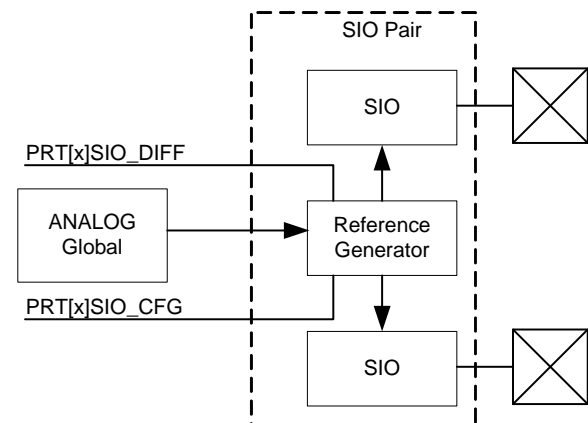 SIO Pair
SIO
PRT[x]SIO_DIFF
ANALOG
Global
Reference
Generator
PRT[x]SIO_CFG
SIO